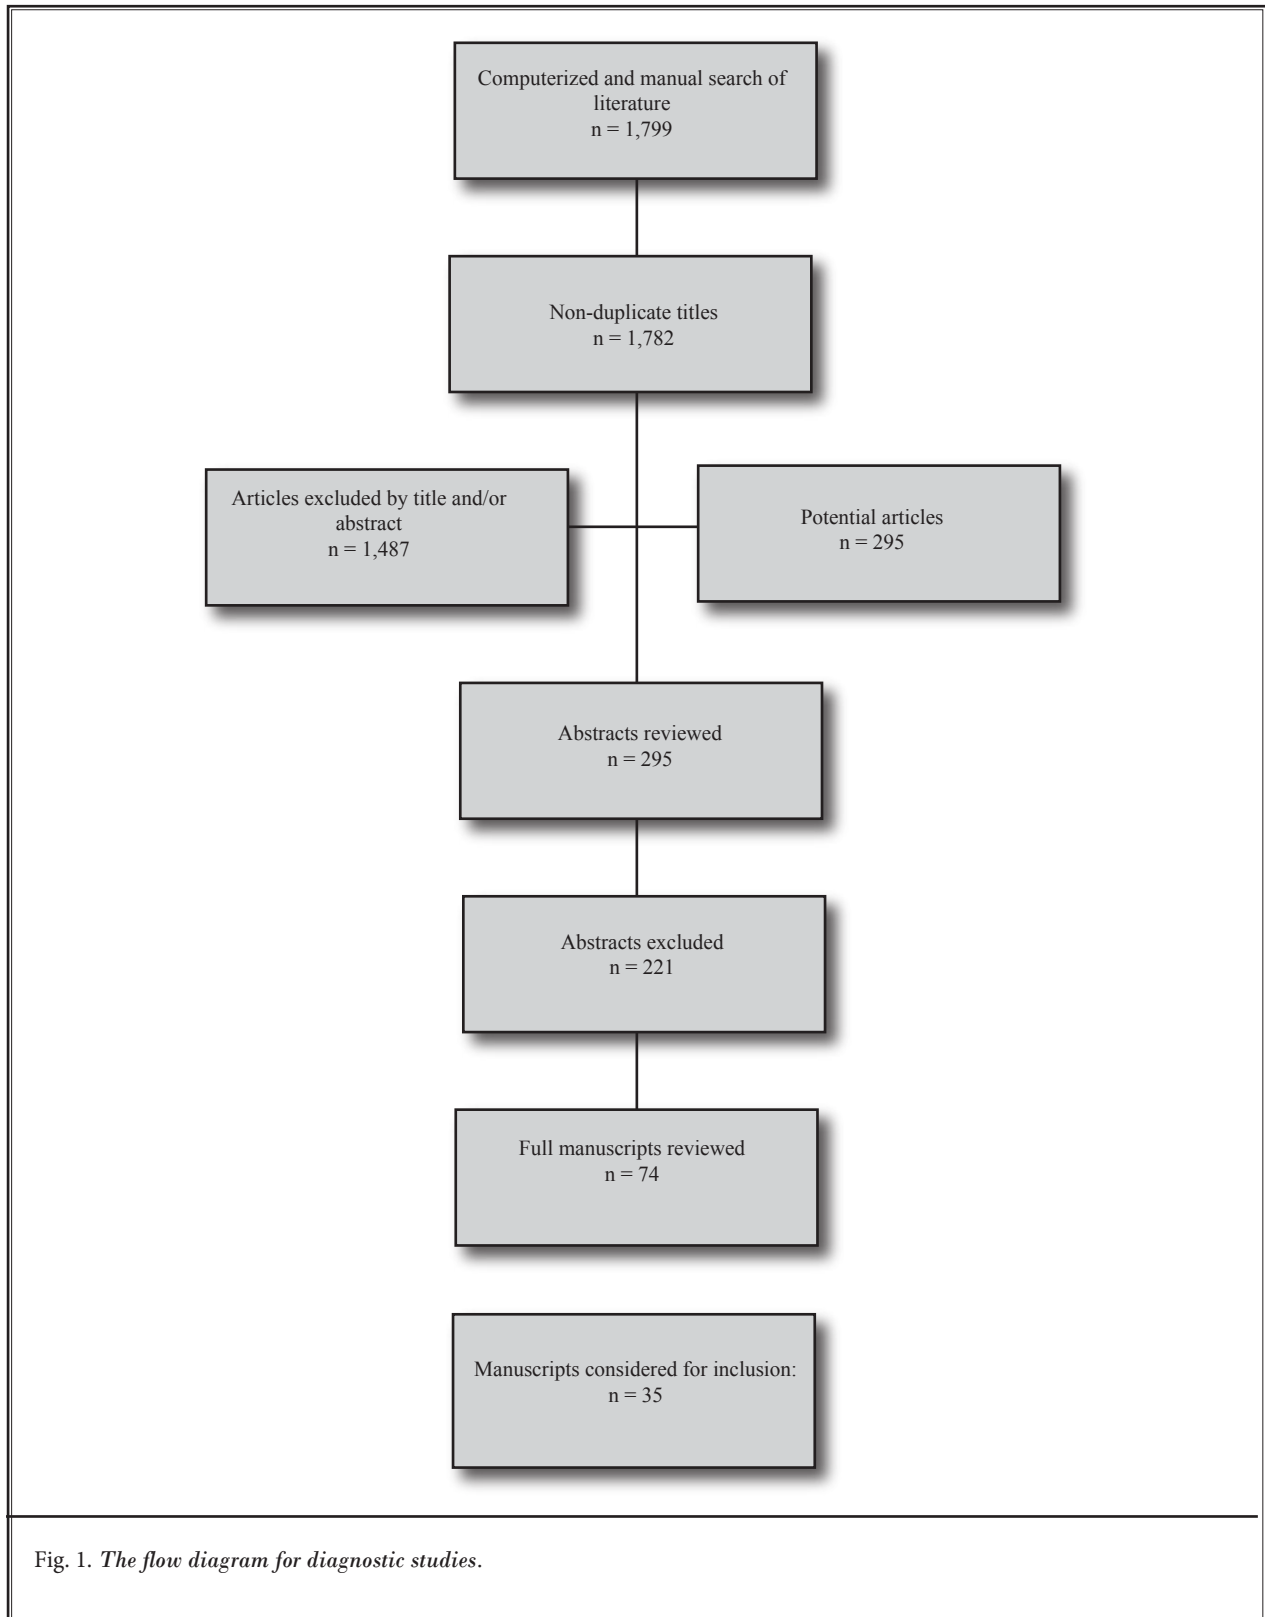 Computerized and manual search of
literature
n = 1,799
Non-duplicate titles
n = 1,782
Articles excluded by title and/or
abstract
n = 1,487
Potential articles
n = 295
Abstracts reviewed
n = 295
Abstracts excluded
n = 221
Full manuscripts reviewed
n = 74
Manuscripts considered for inclusion:
n = 35
Fig. 1. The flow diagram for diagnostic studies.